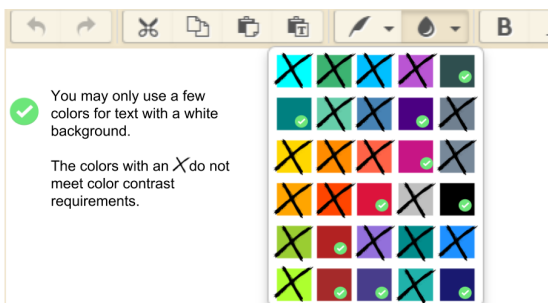 T
B
You may only use a few
colors for text with a white
background.
The colors with an X do not
meet color contrast
requirements.